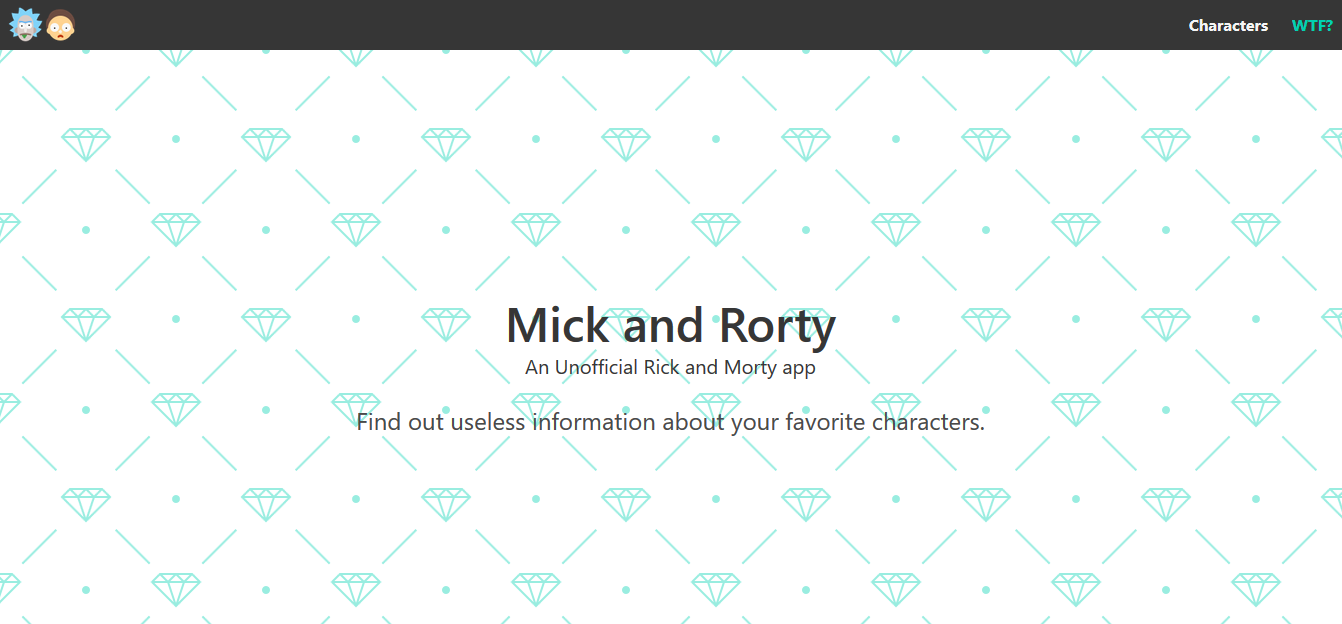 Characters WTF?
Mick and Rorty
An Unofficial Rick and Morty app
Find out useless information about your favorite characters.